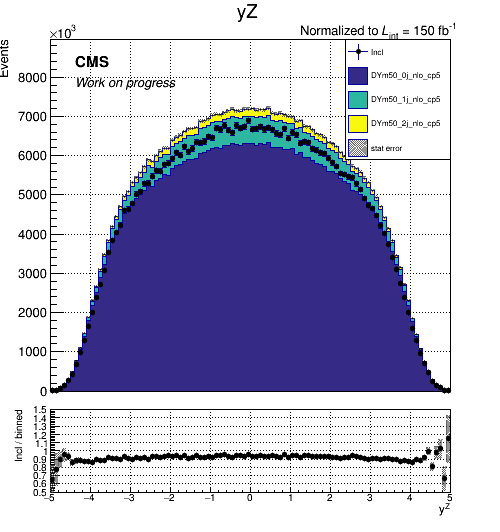 yZ
×10³
Normalized to L_int = 150 fb⁻¹
Events
CMS
Work on progress
Incl
DYm50_0j_nlo_cp5
DYm50_1j_nlo_cp5
DYm50_2j_nlo_cp5
stat error
8000
7000
6000
5000
4000
3000
2000
1000
0
Incl / binned
1.5
1.4
1.3
1.2
1.1
1
0.9
0.8
0.7
0.6
0.5
−5 −4 −3 −2 −1 0 1 2 3 4 5
y^Z